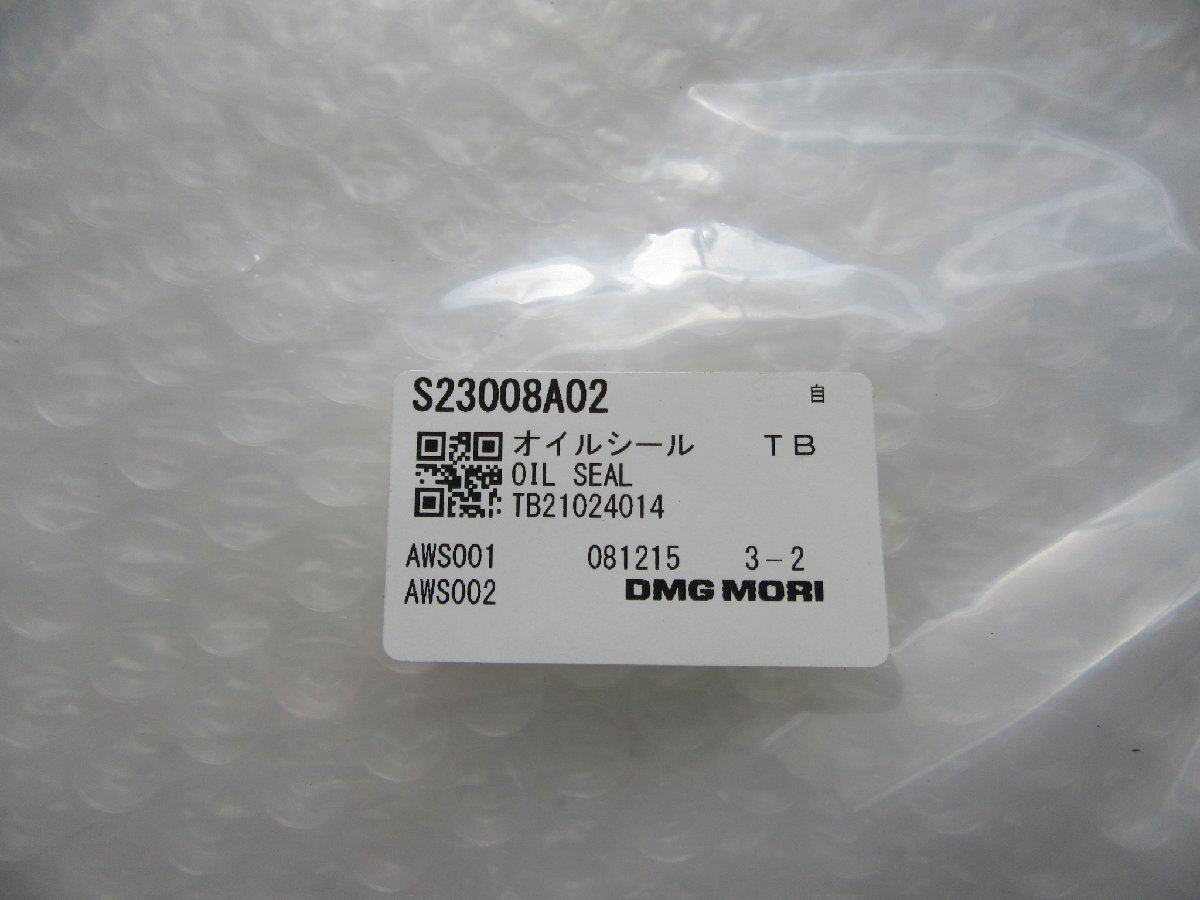 S23008A02 自
オイルシール TB
OIL SEAL
TB21024014
AWS001 081215 3-2
AWS002 DMG MORI